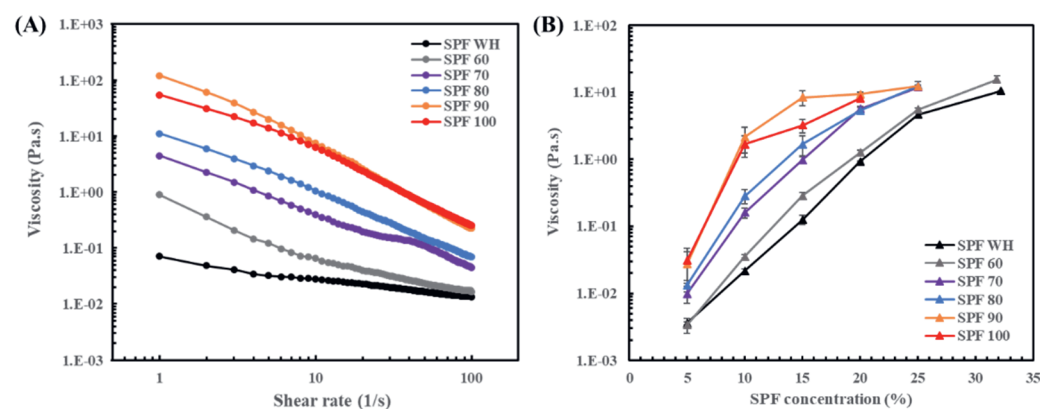 (A)
1.E+03
1.E+02
1.E+01
1.E+00
1.E-01
1.E-02
1.E-03
Viscosity (Pa.s)
1 10 100
Shear rate (1/s)
SPF WH
SPF 60
SPF 70
SPF 80
SPF 90
SPF 100
(B)
1.E+02
1.E+01
1.E+00
1.E-01
1.E-02
1.E-03
Viscosity (Pa.s)
0 5 10 15 20 25 30 35
SPF concentration (%)
SPF WH
SPF 60
SPF 70
SPF 80
SPF 90
SPF 100